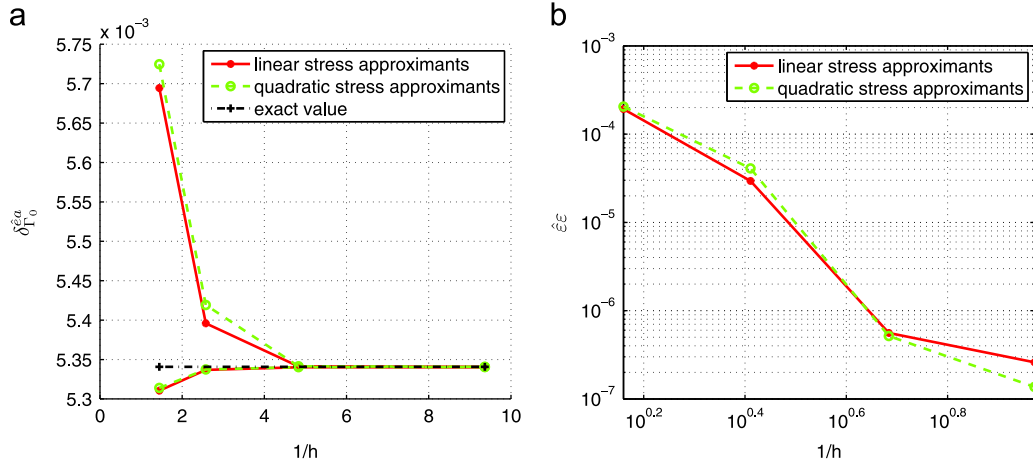 a
x 10⁻³
5.75
5.7
5.65
5.6
5.55
5.5
5.45
5.4
5.35
5.3
0 2 4 6 8 10
1/h
linear stress approximants
quadratic stress approximants
exact value
b
10⁻³
10⁻⁴
10⁻⁵
10⁻⁶
10⁻⁷
ε̂ε
10^0.2 10^0.4 10^0.6 10^0.8
1/h
linear stress approximants
quadratic stress approximants